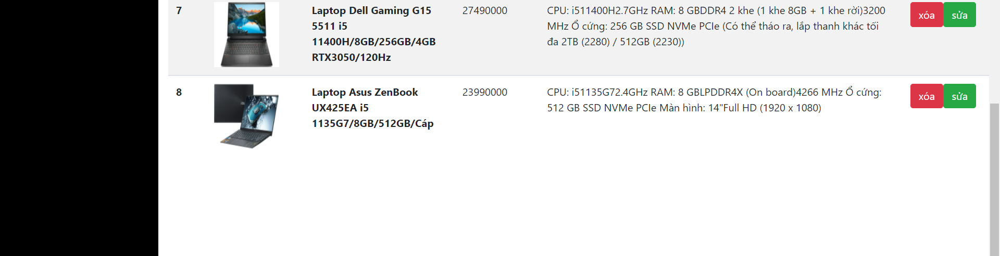 7
Laptop Dell Gaming G15
5511 i5
11400H/8GB/256GB/4GB
RTX3050/120Hz
27490000
CPU: i511400H2.7GHz RAM: 8 GBDDR4 2 khe (1 khe 8GB + 1 khe rời)3200
MHz Ổ cứng: 256 GB SSD NVMe PCIe (Có thể tháo ra, lắp thanh khác tối
đa 2TB (2280) / 512GB (2230))
xóa
sửa
8
Laptop Asus ZenBook
UX425EA i5
1135G7/8GB/512GB/Cáp
23990000
CPU: i51135G72.4GHz RAM: 8 GBLPDDR4X (On board)4266 MHz Ổ cứng:
512 GB SSD NVMe PCIe Màn hình: 14"Full HD (1920 x 1080)
xóa
sửa